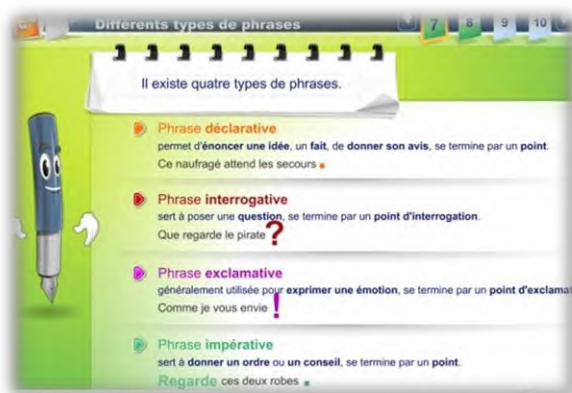 Différents types de phrases
7 8 9 10
Il existe quatre types de phrases.
Phrase déclarative
permet d'énoncer une idée, un fait, de donner son avis, se termine par un point.
Ce naufragé attend les secours .
Phrase interrogative
sert à poser une question, se termine par un point d'interrogation.
Que regarde le pirate ?
Phrase exclamative
généralement utilisée pour exprimer une émotion, se termine par un point d'exclama
Comme je vous envie !
Phrase impérative
sert à donner un ordre ou un conseil, se termine par un point.
Regarde ces deux robes .